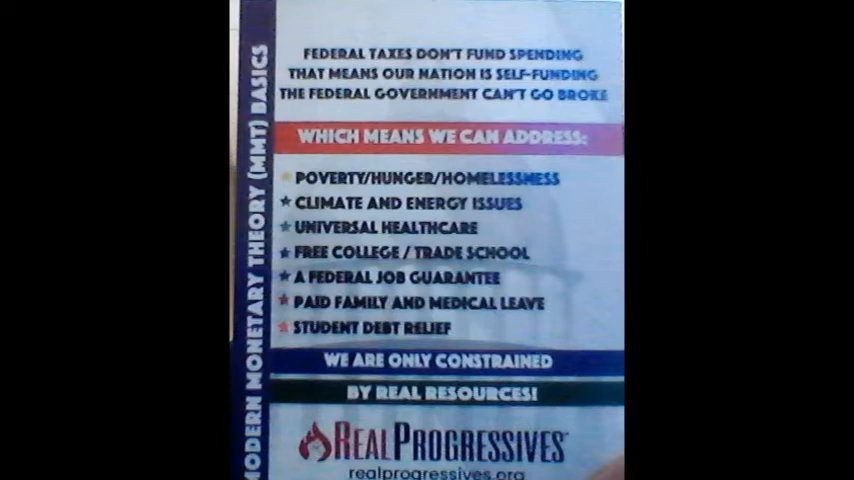 MODERN MONETARY THEORY (MMT) BASICS
FEDERAL TAXES DON'T FUND SPENDING
THAT MEANS OUR NATION IS SELF-FUNDING
THE FEDERAL GOVERNMENT CAN'T GO BROKE
WHICH MEANS WE CAN ADDRESS:
POVERTY/HUNGER/HOMELESSNESS
CLIMATE AND ENERGY ISSUES
UNIVERSAL HEALTHCARE
FREE COLLEGE / TRADE SCHOOL
A FEDERAL JOB GUARANTEE
PAID FAMILY AND MEDICAL LEAVE
STUDENT DEBT RELIEF
WE ARE ONLY CONSTRAINED
BY REAL RESOURCES!
REALPROGRESSIVES
realprogressives.org